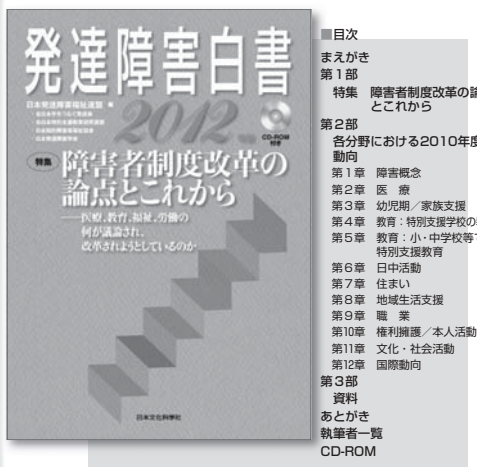 発達障害白書
日本発達障害福祉連盟
2012
CD-ROM
付き
特集
障害者制度改革の
論点とこれから
――医療、教育、福祉、労働の
何が議論され、
改革されようとしているのか
日本文化科学社
■目次
まえがき
第1部
特集 障害者制度改革の論
とこれから
第2部
各分野における2010年度
動向
第1章 障害概念
第2章 医 療
第3章 幼児期/家族支援
第4章 教育:特別支援学校の
第5章 教育:小・中学校等
特別支援教育
第6章 日中活動
第7章 住まい
第8章 地域生活支援
第9章 職 業
第10章 権利擁護/本人活動
第11章 文化・社会活動
第12章 国際動向
第3部
資料
あとがき
執筆者一覧
CD-ROM